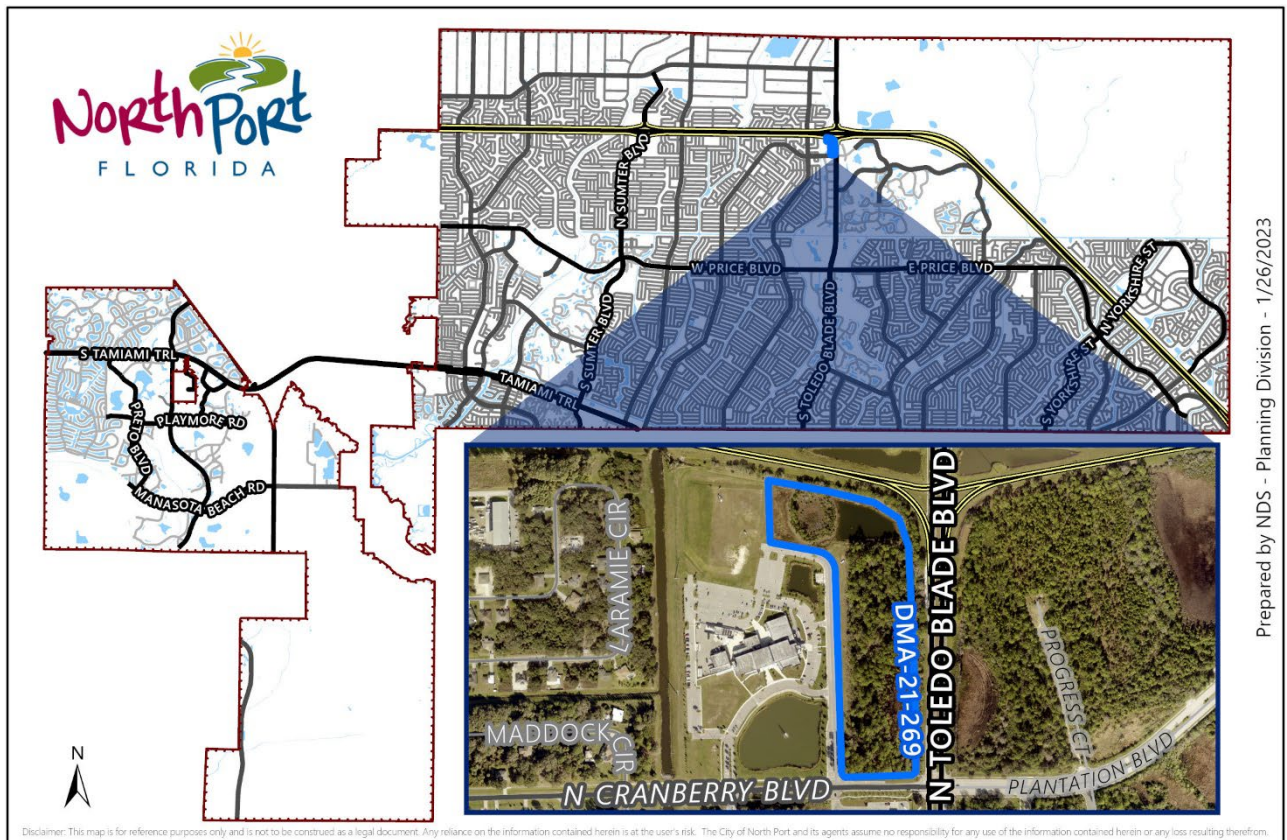 North Port
FLORIDA
N SUMTER BLVD
W PRICE BLVD
E PRICE BLVD
N YORKSHIRE ST
S TAMIAMI TRL
S SUMTER BLVD
TAMIAMI TRL
S TOLEDO BLADE BLVD
S YORKSHIRE ST
PRETO BLVD
PLAYMORE RD
MANASOTA BEACH RD
LARAMIE CIR
MADDOCK CIR
N CRANBERRY BLVD
DMA-21-269
N TOLEDO BLADE BLVD
PROGRESS CT
PLANTATION BLVD
N
Prepared by NDS - Planning Division - 1/26/2023
Disclaimer: This map is for reference purposes only and is not to be construed as a legal document. Any reliance on the information contained herein is at the user's risk. The City of North Port and its agents assume no responsibility for any use of the information contained herein or any loss resulting therefrom.